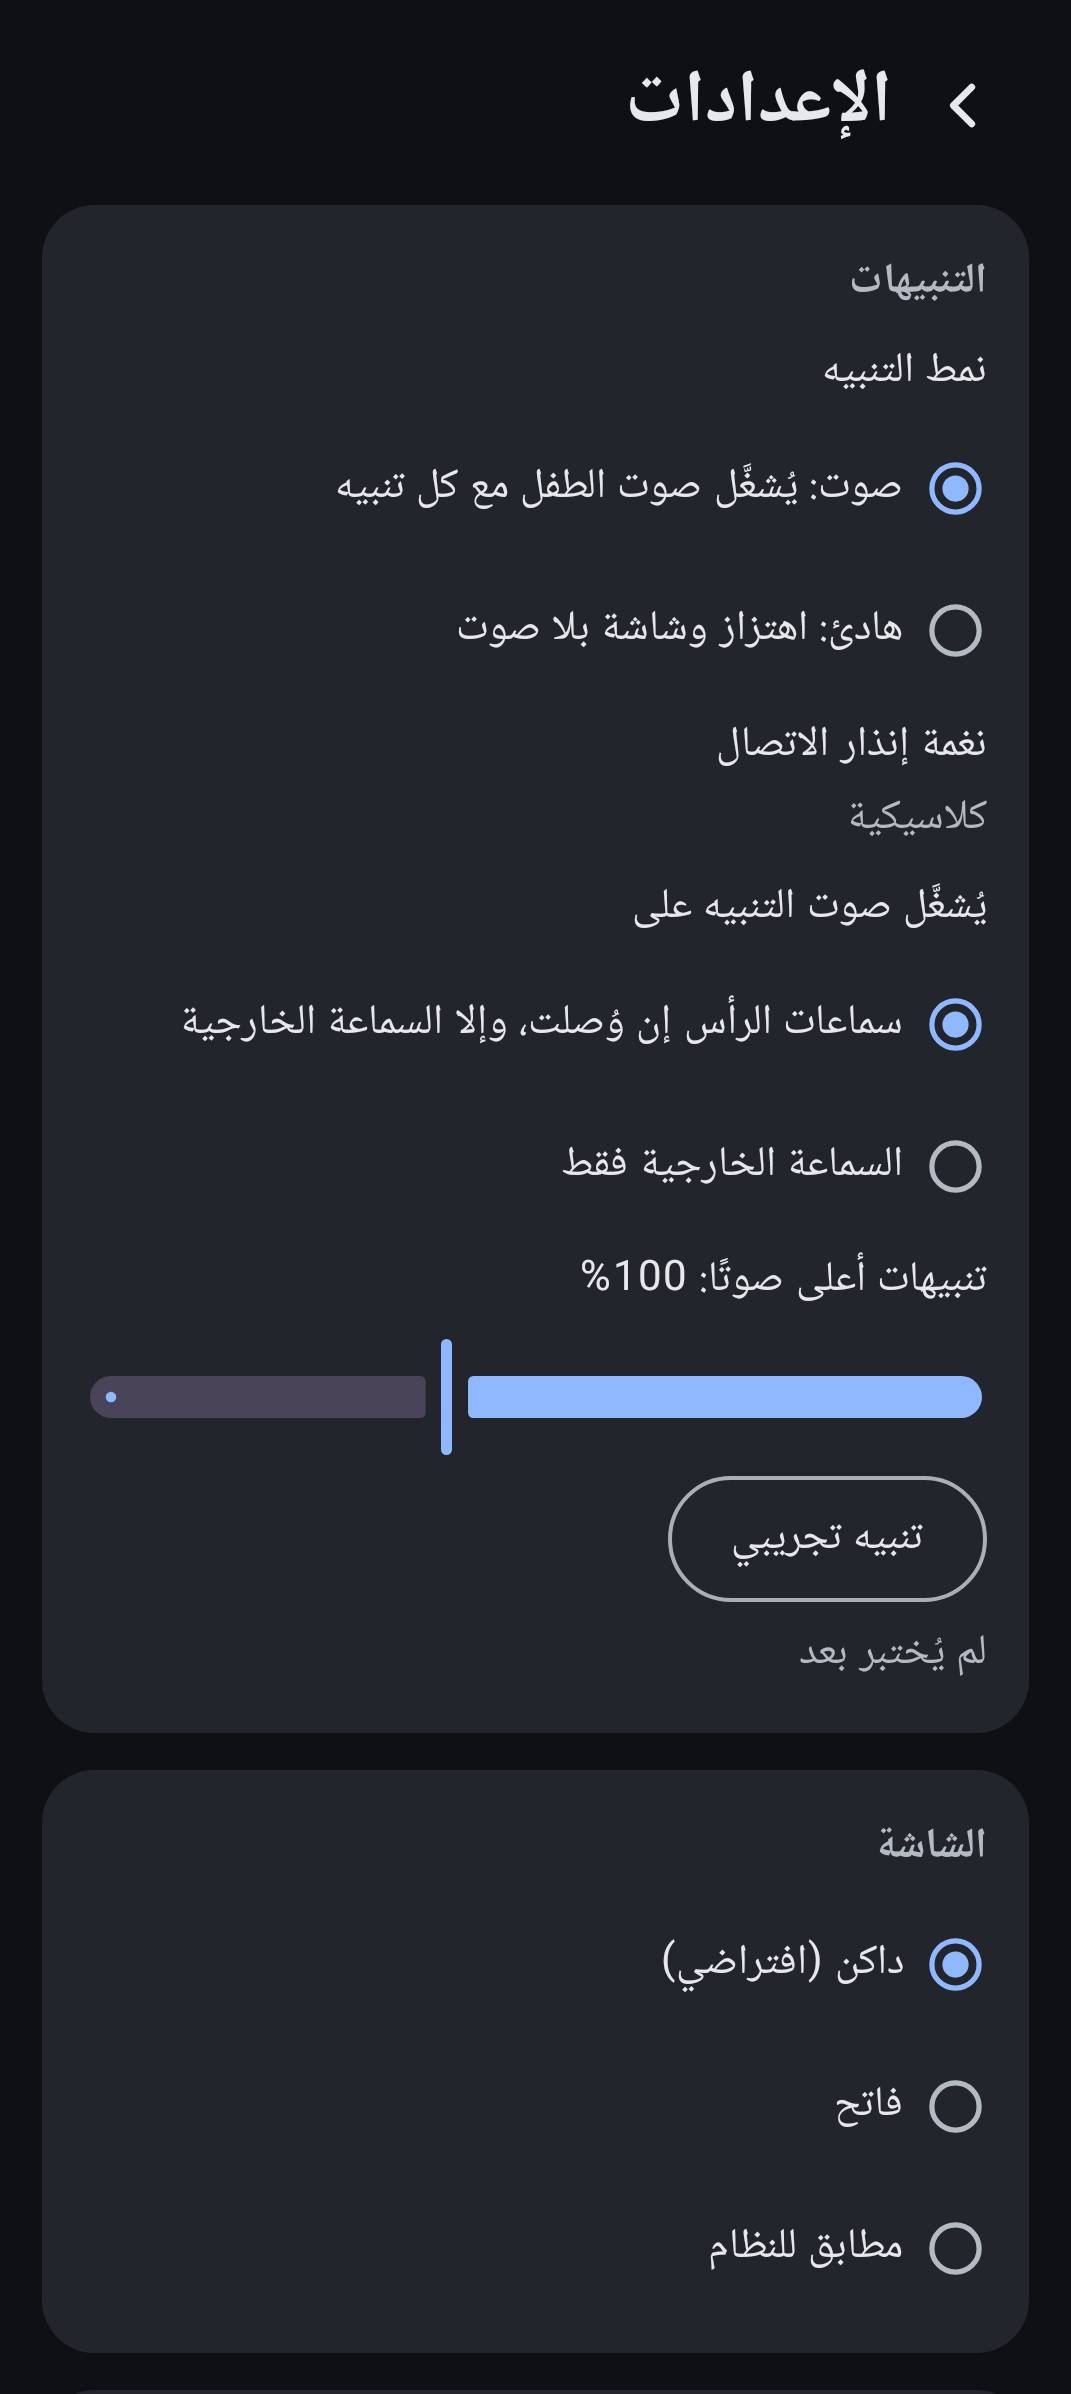 الإعدادات
التنبيهات
نمط التنبيه
صوت: يُشغَّل صوت الطفل مع كل تنبيه
هادئ: اهتزاز وشاشة بلا صوت
نغمة إنذار الاتصال
كلاسيكية
يُشغَّل صوت التنبيه على
سماعات الرأس إن وُصلت، وإلا السماعة الخارجية
السماعة الخارجية فقط
تنبيهات أعلى صوتًا: 100%
تنبيه تجريبي
لم يُختبر بعد
الشاشة
داكن (افتراضي)
فاتح
مطابق للنظام